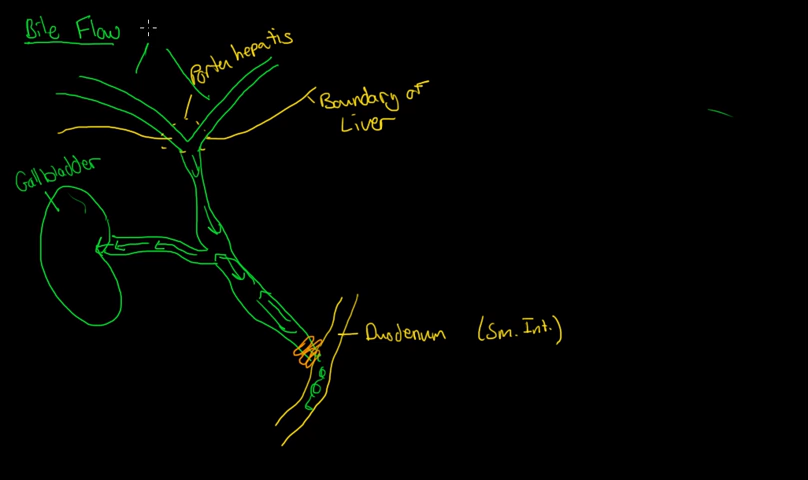 Bile Flow
Porta hepatis
Boundary of
Liver
Gallbladder
Duodenum (Sm. Int.)